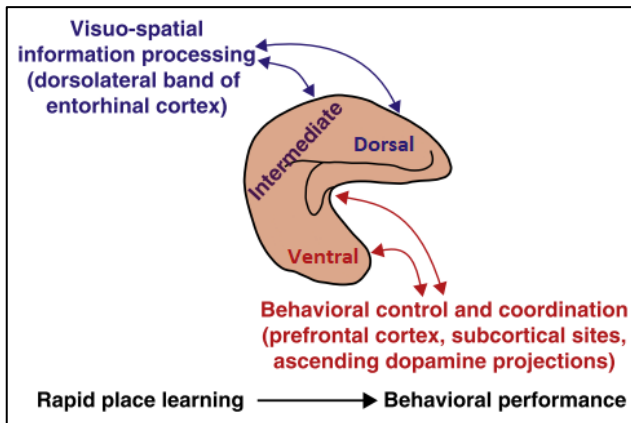 Visuo-spatial
information processing
(dorsolateral band of
entorhinal cortex)
Intermediate
Dorsal
Ventral
Behavioral control and coordination
(prefrontal cortex, subcortical sites,
ascending dopamine projections)
Rapid place learning
Behavioral performance